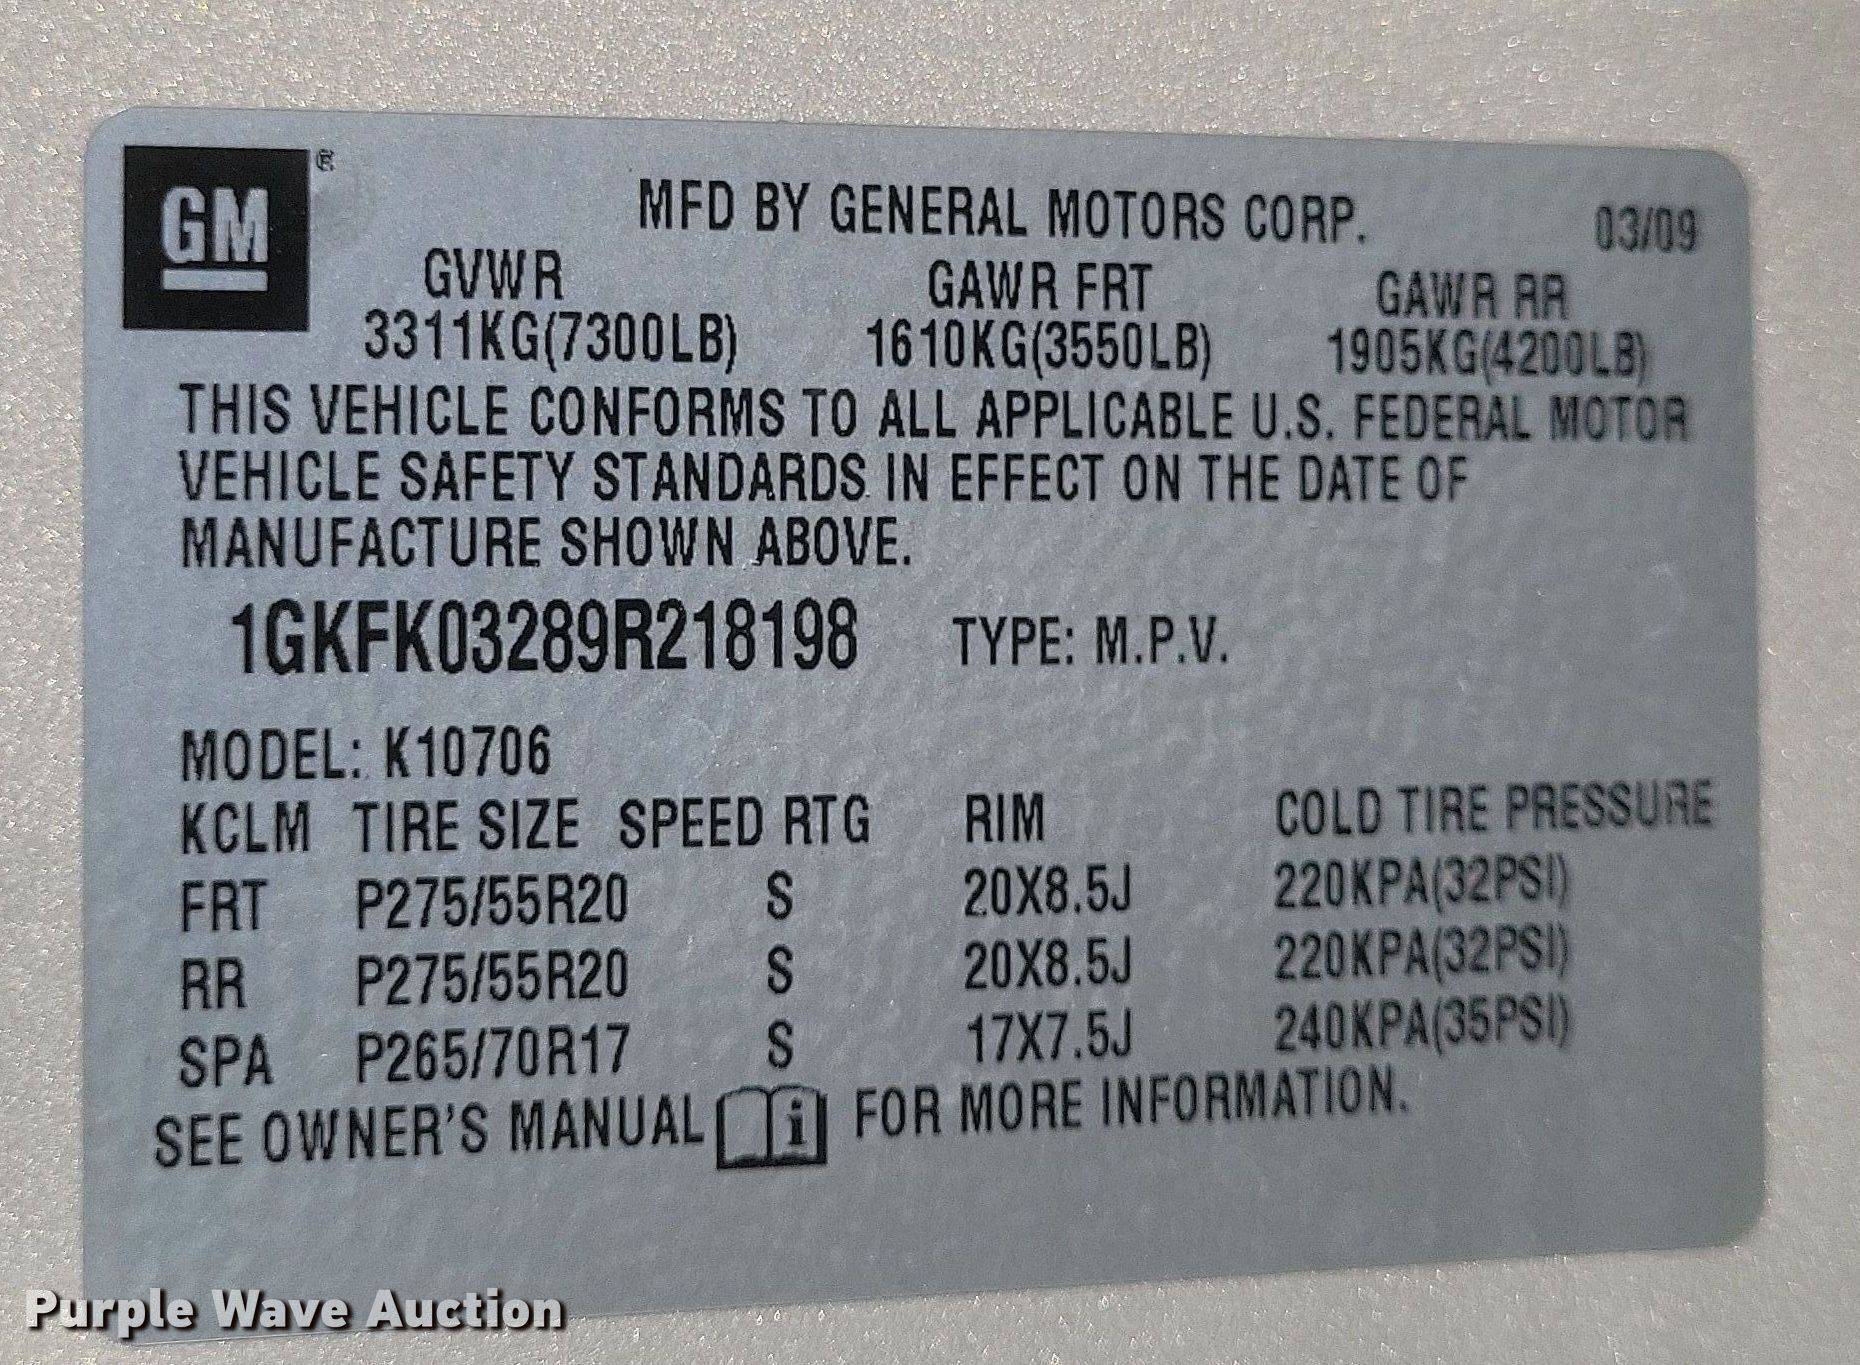 GM®
MFD BY GENERAL MOTORS CORP. 03/09
GVWR GAWR FRT GAWR RR
3311KG(7300LB) 1610KG(3550LB) 1905KG(4200LB)
THIS VEHICLE CONFORMS TO ALL APPLICABLE U.S. FEDERAL MOTOR
VEHICLE SAFETY STANDARDS IN EFFECT ON THE DATE OF
MANUFACTURE SHOWN ABOVE.
1GKFK03289R218198 TYPE: M.P.V.
MODEL: K10706
KCLM TIRE SIZE SPEED RTG RIM COLD TIRE PRESSURE
FRT P275/55R20 S 20X8.5J 220KPA(32PSI)
RR P275/55R20 S 20X8.5J 220KPA(32PSI)
SPA P265/70R17 S 17X7.5J 240KPA(35PSI)
SEE OWNER'S MANUAL i FOR MORE INFORMATION.
Purple Wave Auction